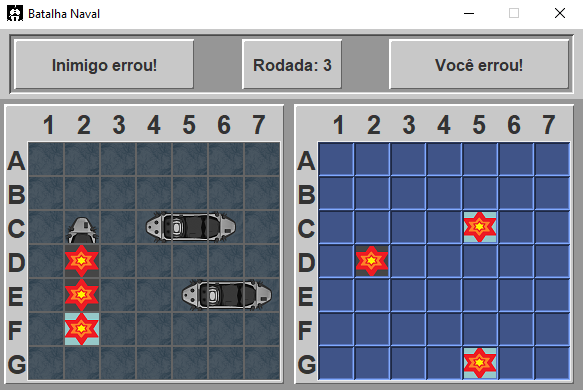 Batalha Naval
Inimigo errou!
Rodada: 3
Você errou!
1 2 3 4 5 6 7
A
B
C
D
E
F
G
1 2 3 4 5 6 7
A
B
C
D
E
F
G